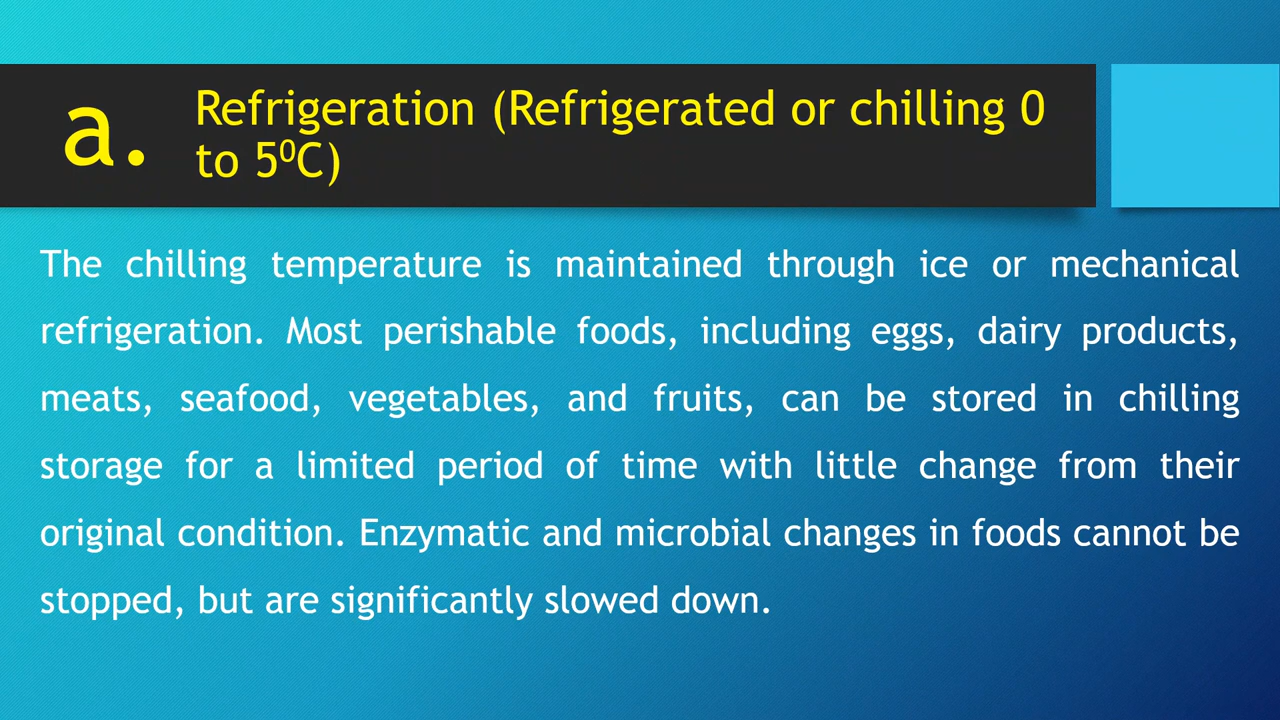 a.
Refrigeration (Refrigerated or chilling 0
to 5⁰C)
The chilling temperature is maintained through ice or mechanical
refrigeration. Most perishable foods, including eggs, dairy products,
meats, seafood, vegetables, and fruits, can be stored in chilling
storage for a limited period of time with little change from their
original condition. Enzymatic and microbial changes in foods cannot be
stopped, but are significantly slowed down.